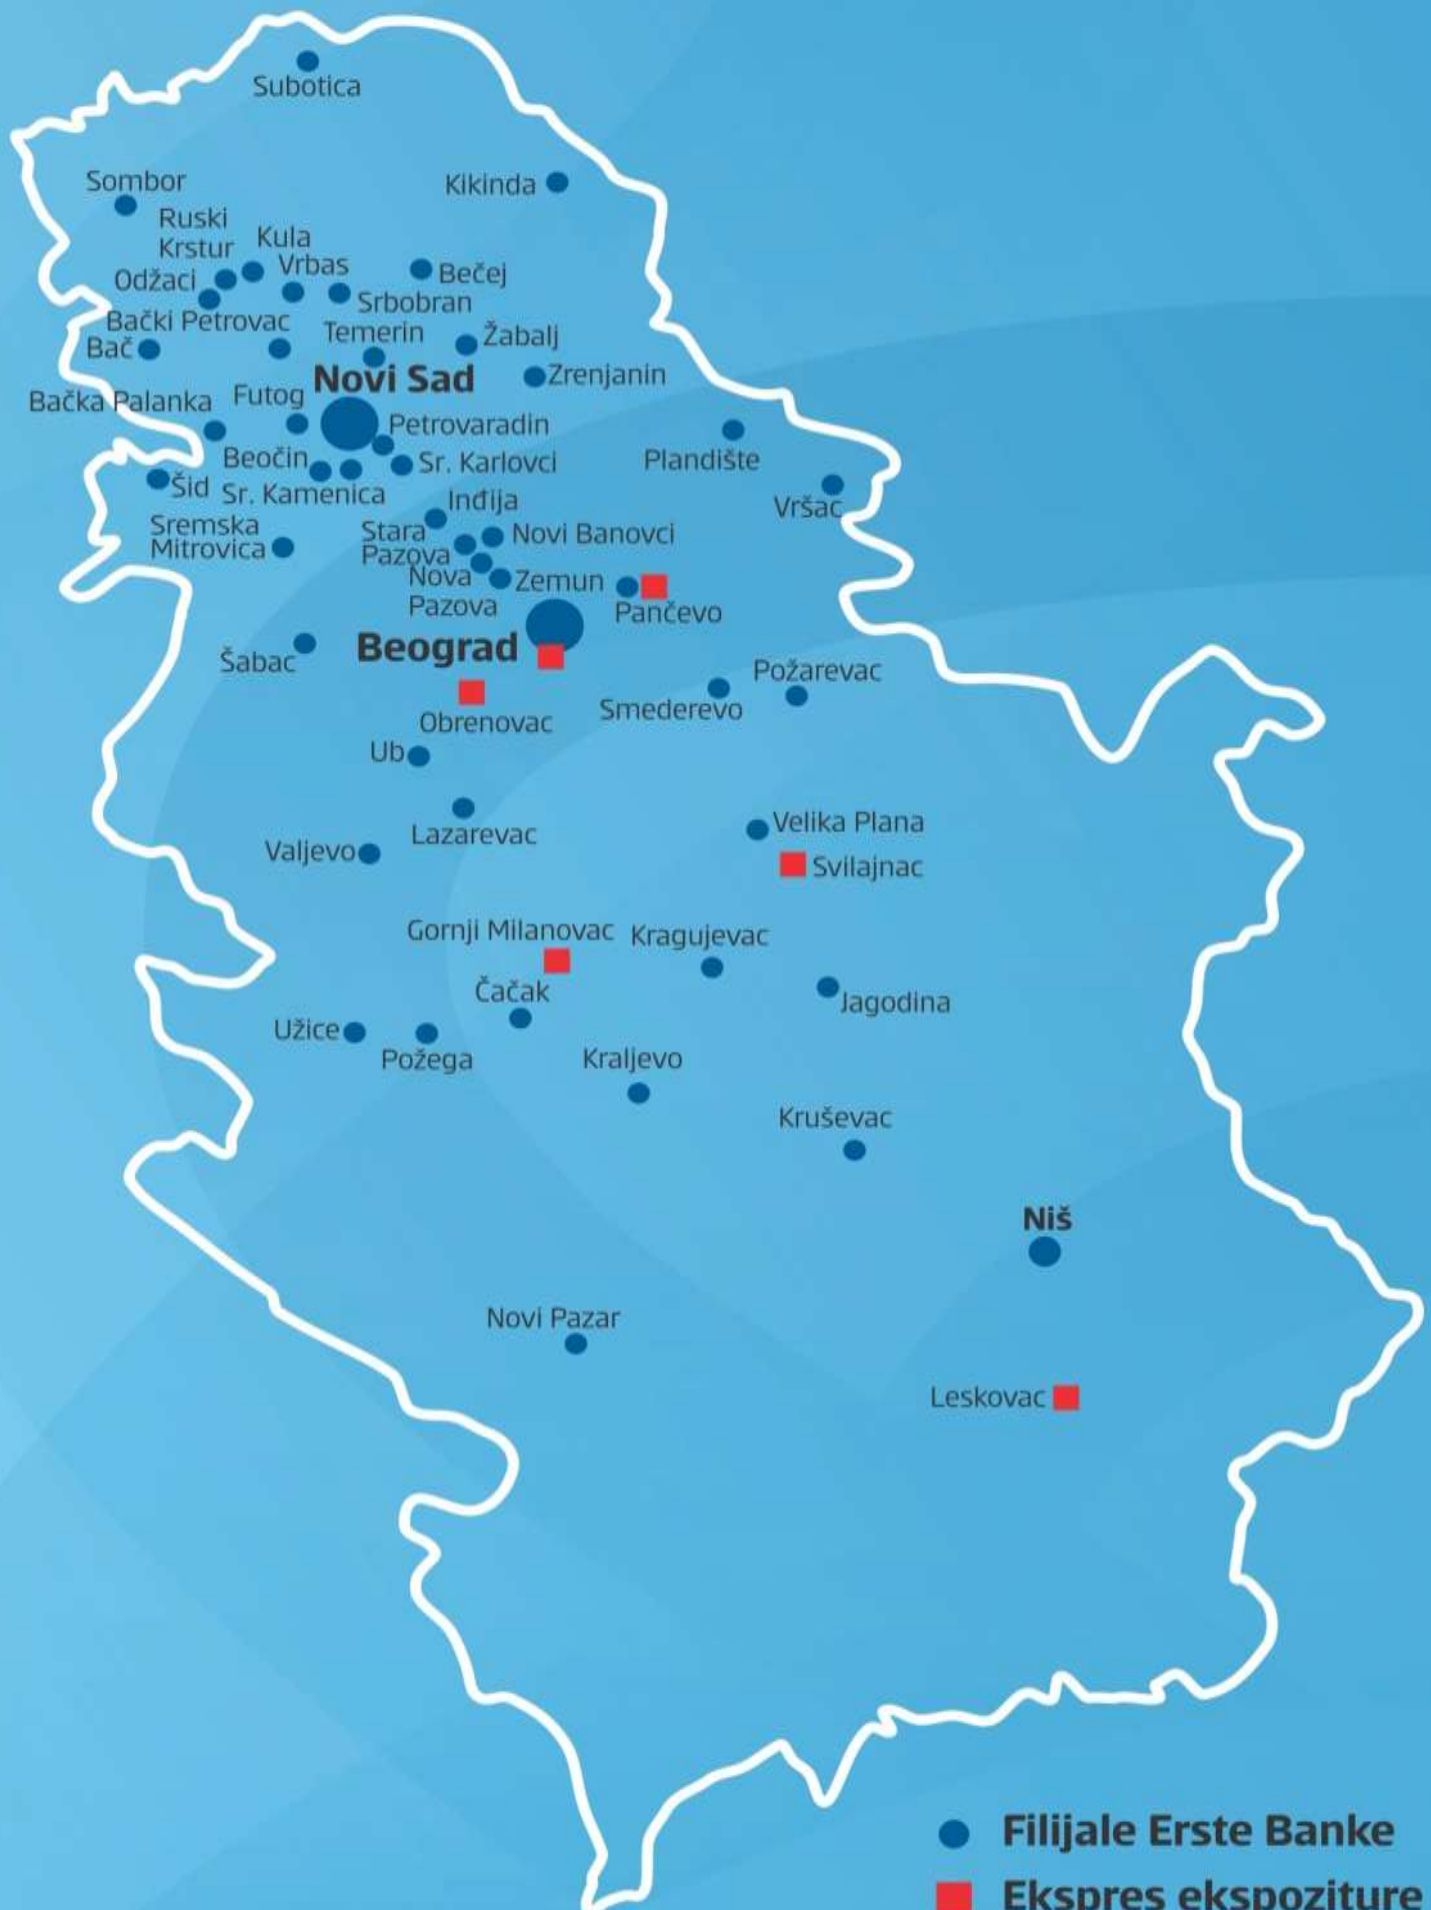 Subotica
Sombor
Kikinda
Ruski
Krstur
Kula
Vrbas
Odžaci
Bečej
Srbobran
Bački Petrovac
Temerin
Žabalj
Bač
Novi Sad
Zrenjanin
Bačka Palanka
Futog
Petrovaradin
Beočin
Sr. Karlovci
Plandište
Šid
Sr. Kamenica
Inđija
Vršac
Sremska
Mitrovica
Stara
Pazova
Novi Banovci
Nova
Pazova
Zemun
Pančevo
Beograd
Šabac
Požarevac
Smederevo
Obrenovac
Ub
Lazarevac
Velika Plana
Valjevo
Svilajnac
Gornji Milanovac
Kragujevac
Čačak
Jagodina
Užice
Požega
Kraljevo
Kruševac
Niš
Novi Pazar
Leskovac
Filijale Erste Banke
Ekspres ekspoziture